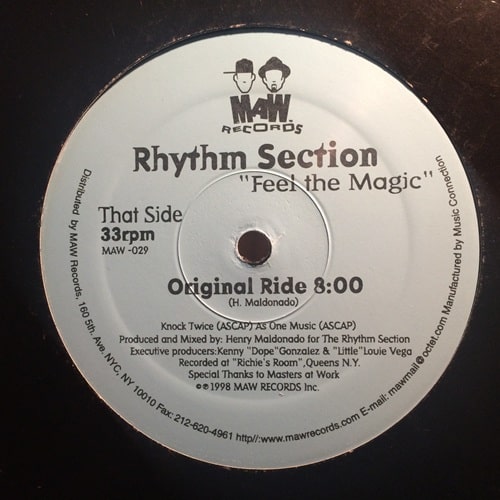 MAW.
RECORDS
Rhythm Section
"Feel the Magic"
That Side
33rpm
MAW -029
Original Ride 8:00
(H. Maldonado)
Knock Twice (ASCAP) As One Music (ASCAP)
Produced and Mixed by: Henry Maldonado for The Rhythm Section
Executive producers:Kenny "Dope"Gonzalez & "Little"Louie Vega
Recorded at "Richie's Room",Queens N.Y.
Special Thanks to Masters at Work
©℗1998 MAW RECORDS Inc.
Distributed by MAW Records, 160 5th. Ave. NYC, NY 10010 Fax: 212-620-4961 http//:www.mawrecords.com E-mail: mawmail@octet.com Manufactured by Music Connection